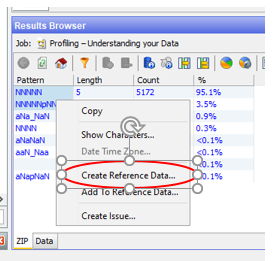 Results Browser
Job: Profiling – Understanding your Data
Pattern Length Count %
NNNNN 5 5172 95.1%
NNNNNpNN 3.5%
aNa_NaN 0.9%
NNNN 0.3%
aNaNaN <0.1%
aaN_Naa <0.1%
<0.1%
aNapNaN <0.1%
Copy
Show Characters...
Date Time Zone...
Create Reference Data...
Add To Reference Data...
Create Issue...
ZIP Data